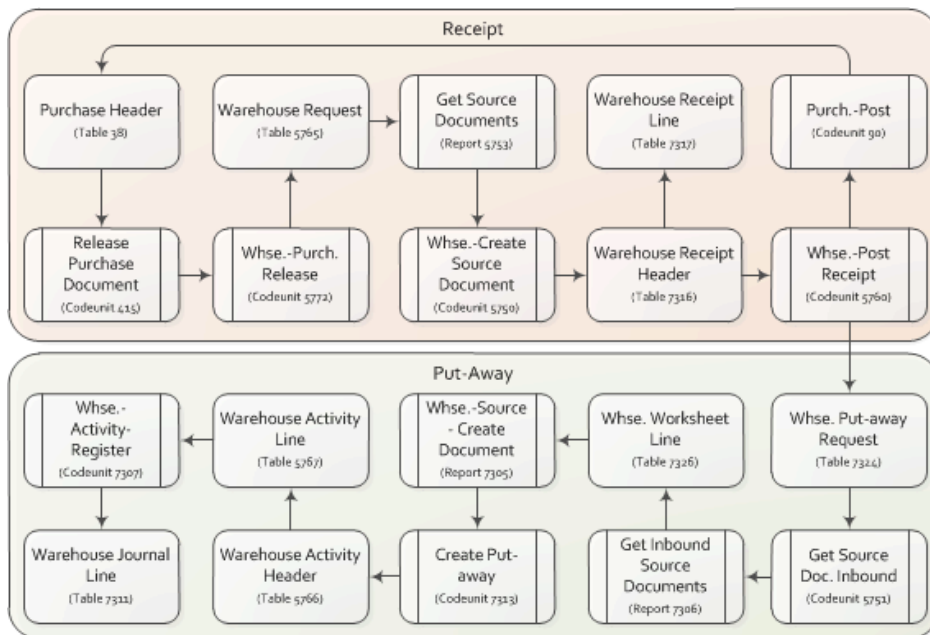 Receipt
Purchase Header
(Table 38)
Warehouse Request
(Table 5765)
Get Source
Documents
(Report 5753)
Warehouse Receipt
Line
(Table 7317)
Purch.-Post
(Codeunit 90)
Release
Purchase
Document
(Codeunit 415)
Whse.-Purch.
Release
(Codeunit 5772)
Whse.-Create
Source
Document
(Codeunit 5750)
Warehouse Receipt
Header
(Table 7316)
Whse.-Post
Receipt
(Codeunit 5760)
Put-Away
Whse.-
Activity-
Register
(Codeunit 7307)
Warehouse Activity
Line
(Table 5767)
Whse.-Source
- Create
Document
(Report 7305)
Whse. Worksheet
Line
(Table 7326)
Whse. Put-away
Request
(Table 7324)
Warehouse Journal
Line
(Table 7311)
Warehouse Activity
Header
(Table 5766)
Create Put-
away
(Codeunit 7313)
Get Inbound
Source
Documents
(Report 7306)
Get Source
Doc. Inbound
(Codeunit 5751)